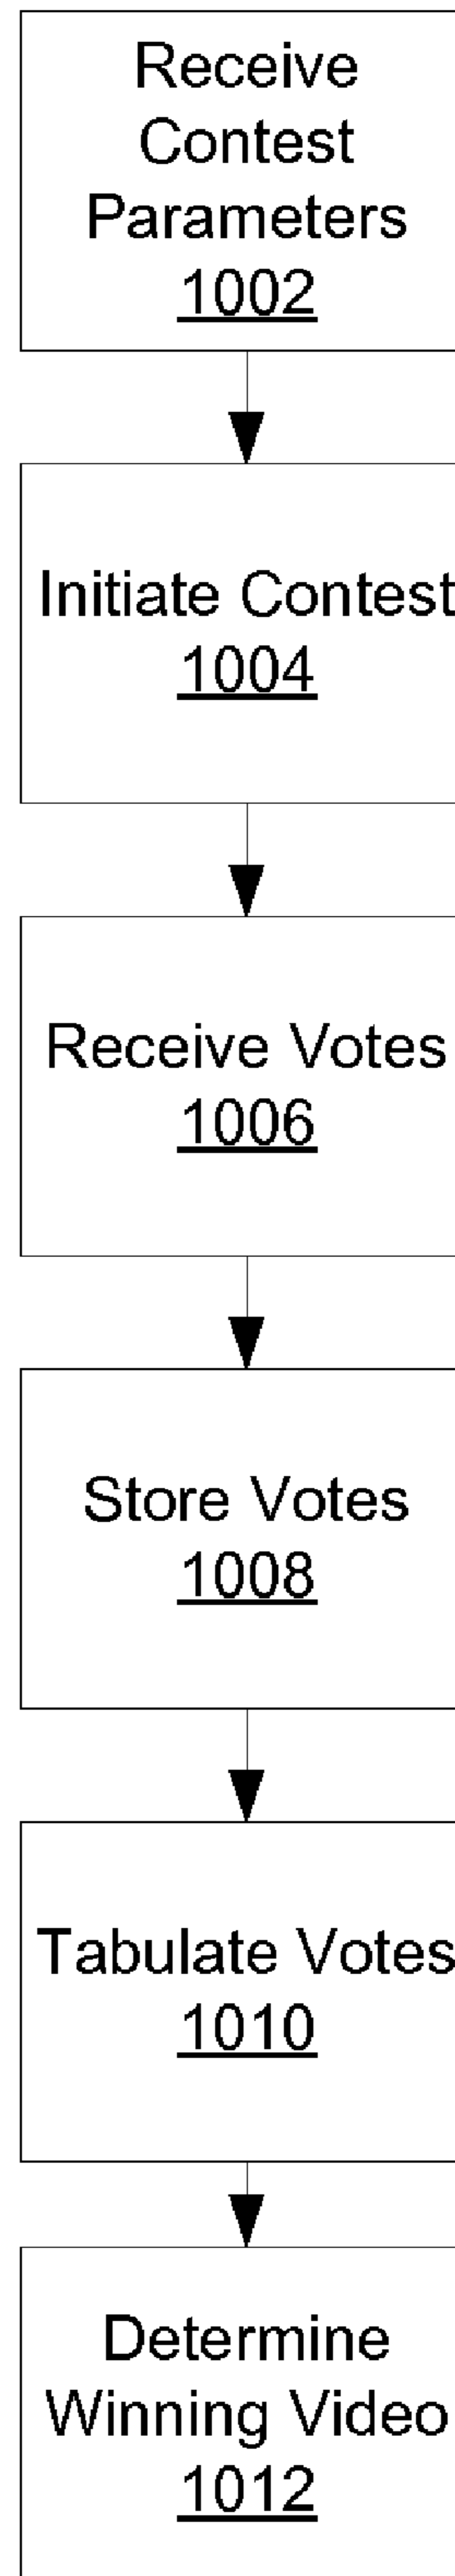 Receive
Contest
Parameters
1002
Initiate Contest
1004
Receive Votes
1006
Store Votes
1008
Tabulate Votes
1010
Determine
Winning Video
1012